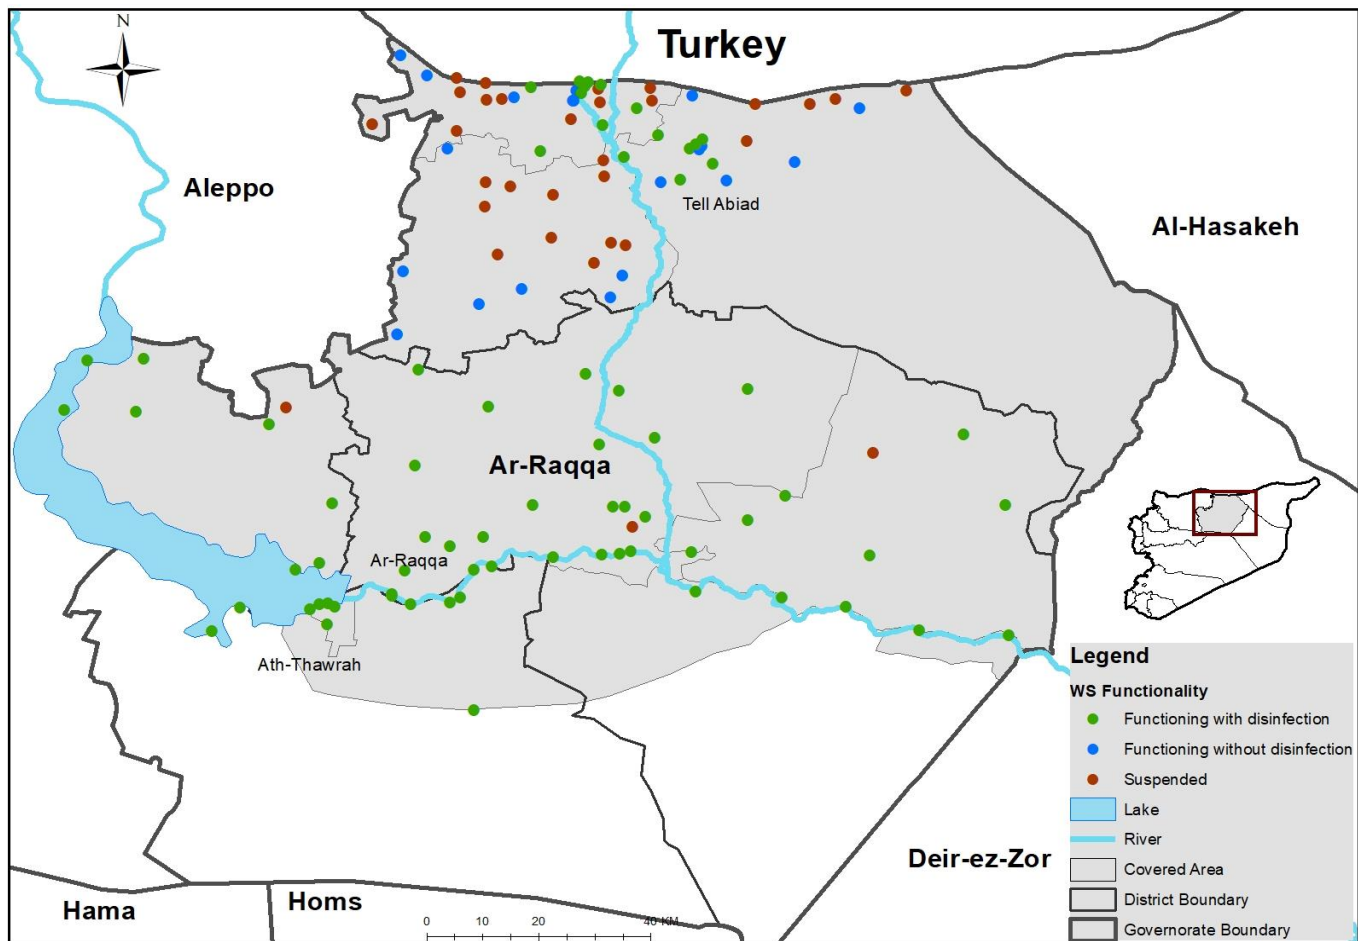 N
Turkey
Aleppo
Tell Abiad
Al-Hasakeh
Ar-Raqqa
Ar-Raqqa
Ath-Thawrah
Deir-ez-Zor
Hama
Homs
0 10 20 40 KM
Legend
WS Functionality
Functioning with disinfection
Functioning without disinfection
Suspended
Lake
River
Covered Area
District Boundary
Governorate Boundary